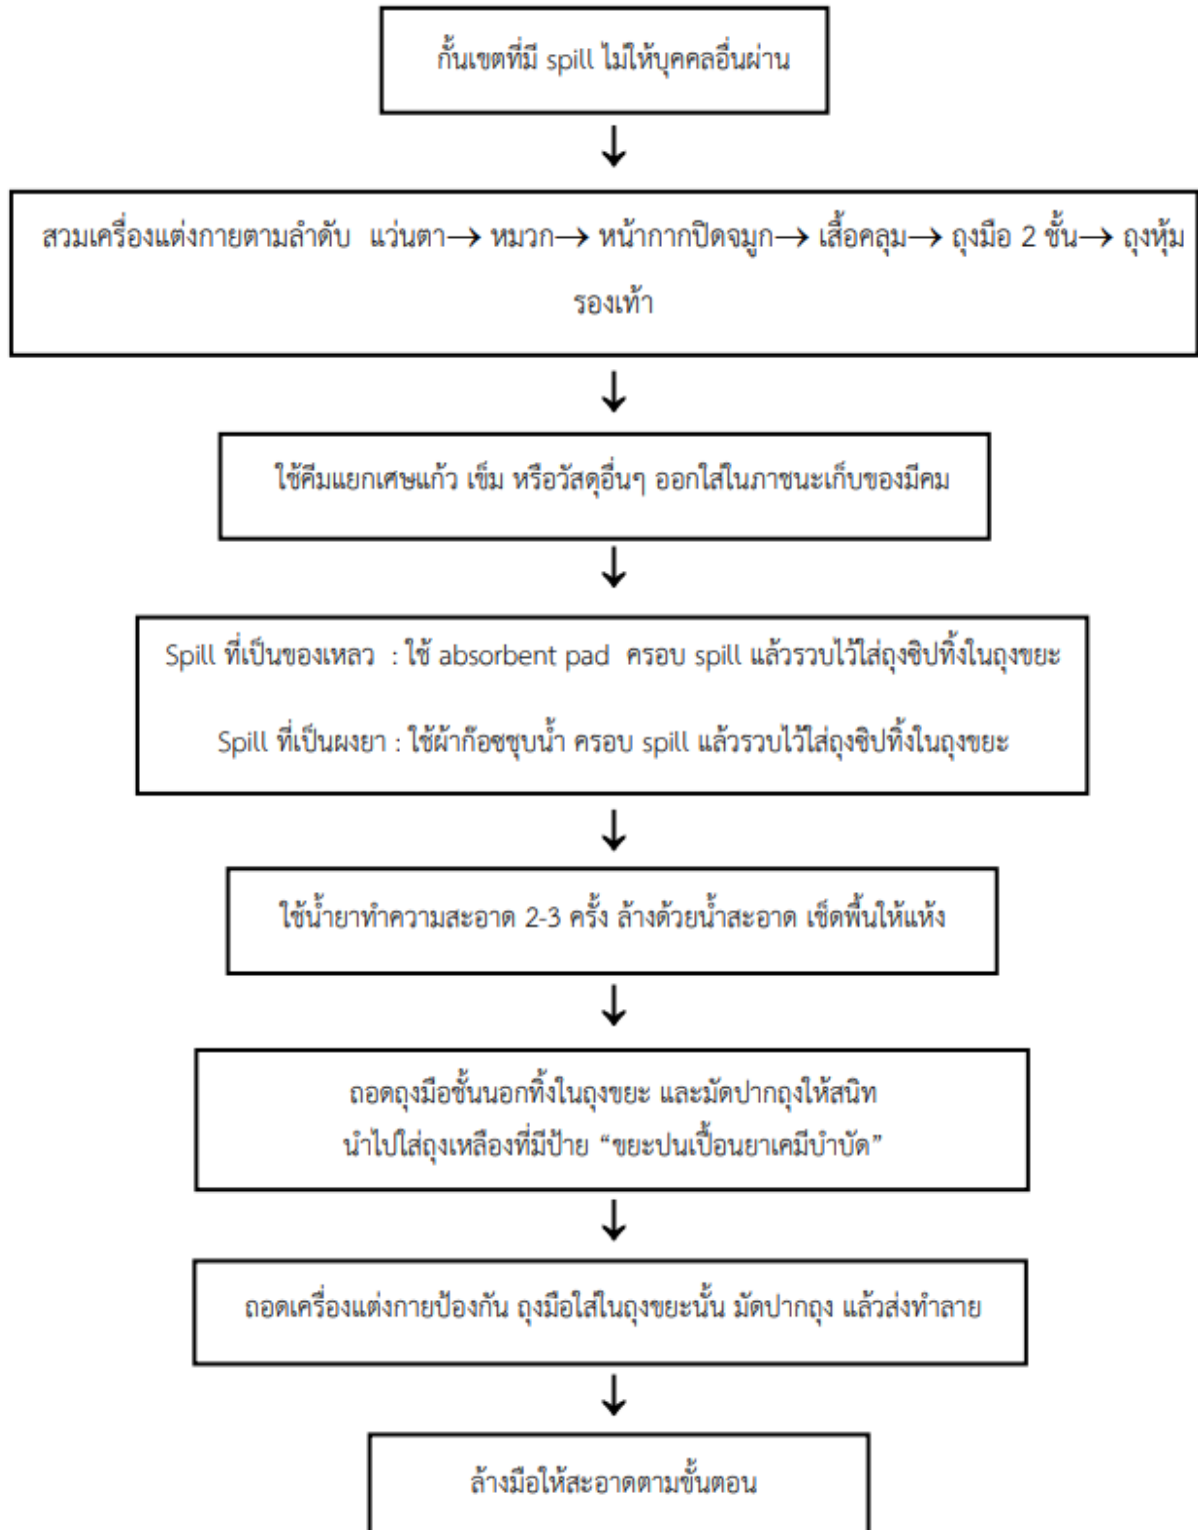 กั้นเขตที่มี spill ไม่ให้บุคคลอื่นผ่าน
สวมเครื่องแต่งกายตามลำดับ แว่นตา→ หมวก→ หน้ากากปิดจมูก→ เสื้อคลุม→ ถุงมือ 2 ชั้น→ ถุงหุ้ม
รองเท้า
ใช้คีมแยกเศษแก้ว เข็ม หรือวัสดุอื่นๆ ออกใส่ในภาชนะเก็บของมีคม
Spill ที่เป็นของเหลว : ใช้ absorbent pad ครอบ spill แล้วรวบไว้ใส่ถุงซิปทิ้งในถุงขยะ
Spill ที่เป็นผงยา : ใช้ผ้าก๊อซชุบน้ำ ครอบ spill แล้วรวบไว้ใส่ถุงซิปทิ้งในถุงขยะ
ใช้น้ำยาทำความสะอาด 2-3 ครั้ง ล้างด้วยน้ำสะอาด เช็ดพื้นให้แห้ง
ถอดถุงมือชั้นนอกทิ้งในถุงขยะ และมัดปากถุงให้สนิท
นำไปใส่ถุงเหลืองที่มีป้าย “ขยะปนเปื้อนยาเคมีบำบัด”
ถอดเครื่องแต่งกายป้องกัน ถุงมือใส่ในถุงขยะนั้น มัดปากถุง แล้วส่งทำลาย
ล้างมือให้สะอาดตามขั้นตอน